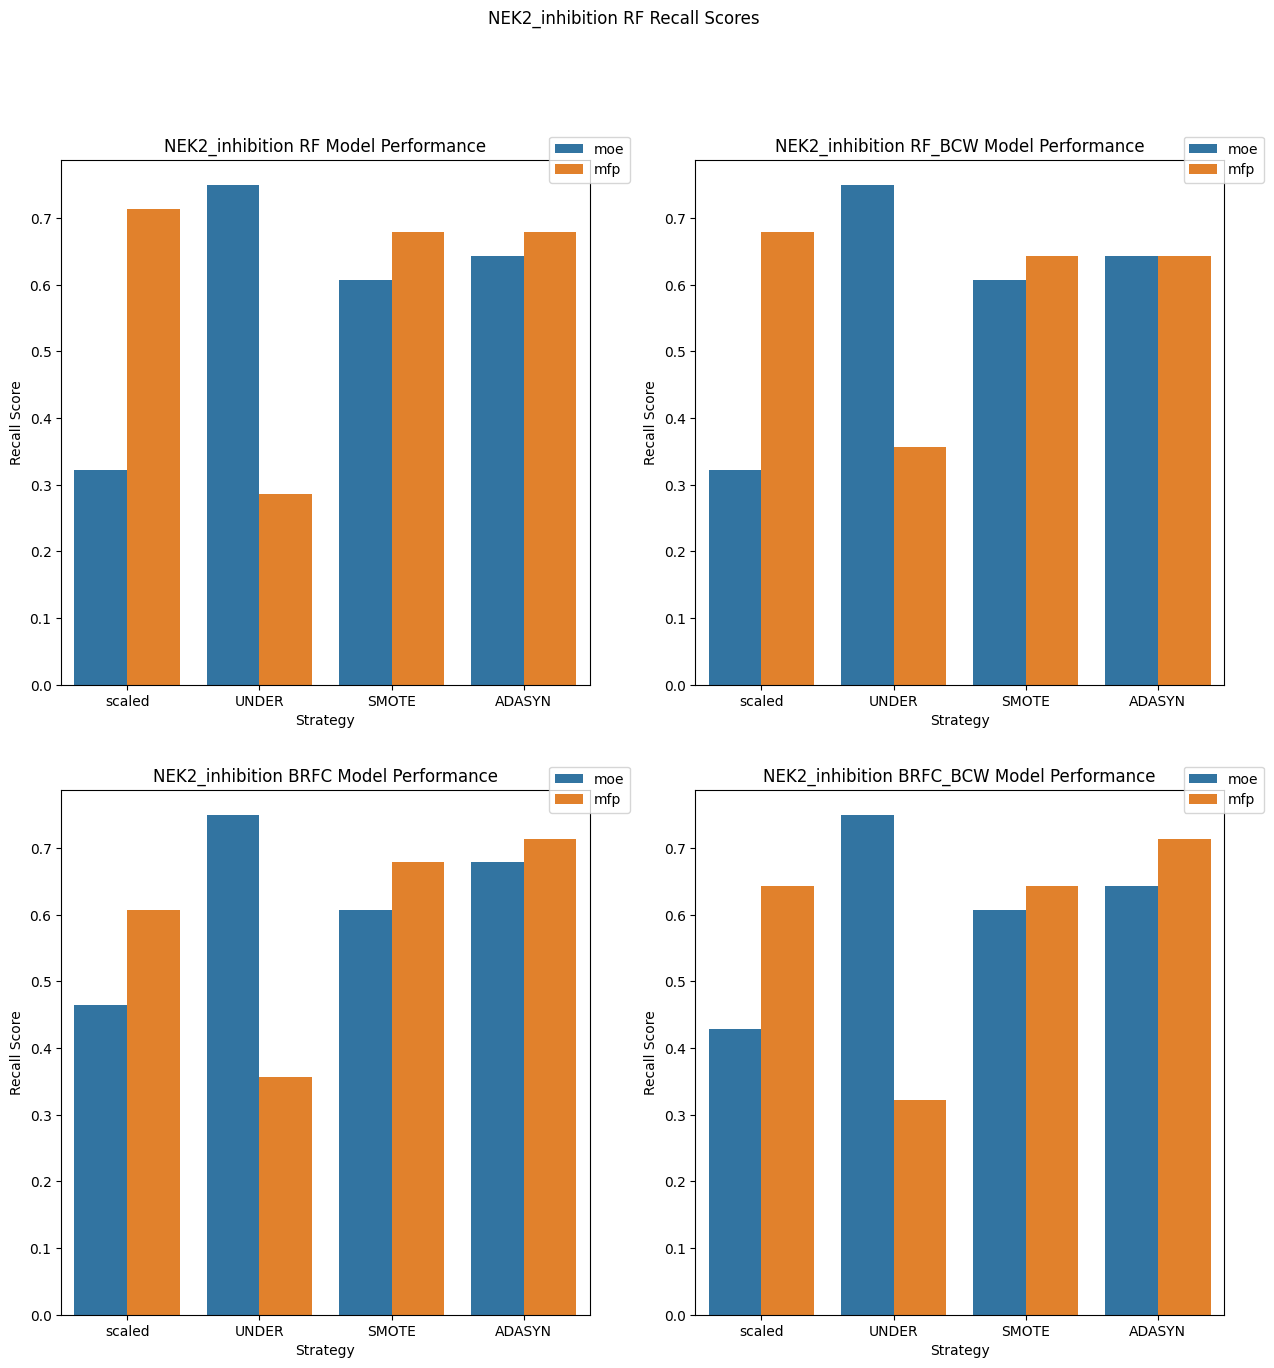 NEK2_inhibition RF Recall Scores
NEK2_inhibition RF Model Performance
moe
mfp
Recall Score
0.7
0.6
0.5
0.4
0.3
0.2
0.1
0.0
scaled UNDER SMOTE ADASYN
Strategy
NEK2_inhibition RF_BCW Model Performance
moe
mfp
Recall Score
0.7
0.6
0.5
0.4
0.3
0.2
0.1
0.0
scaled UNDER SMOTE ADASYN
Strategy
NEK2_inhibition BRFC Model Performance
moe
mfp
Recall Score
0.7
0.6
0.5
0.4
0.3
0.2
0.1
0.0
scaled UNDER SMOTE ADASYN
Strategy
NEK2_inhibition BRFC_BCW Model Performance
moe
mfp
Recall Score
0.7
0.6
0.5
0.4
0.3
0.2
0.1
0.0
scaled UNDER SMOTE ADASYN
Strategy